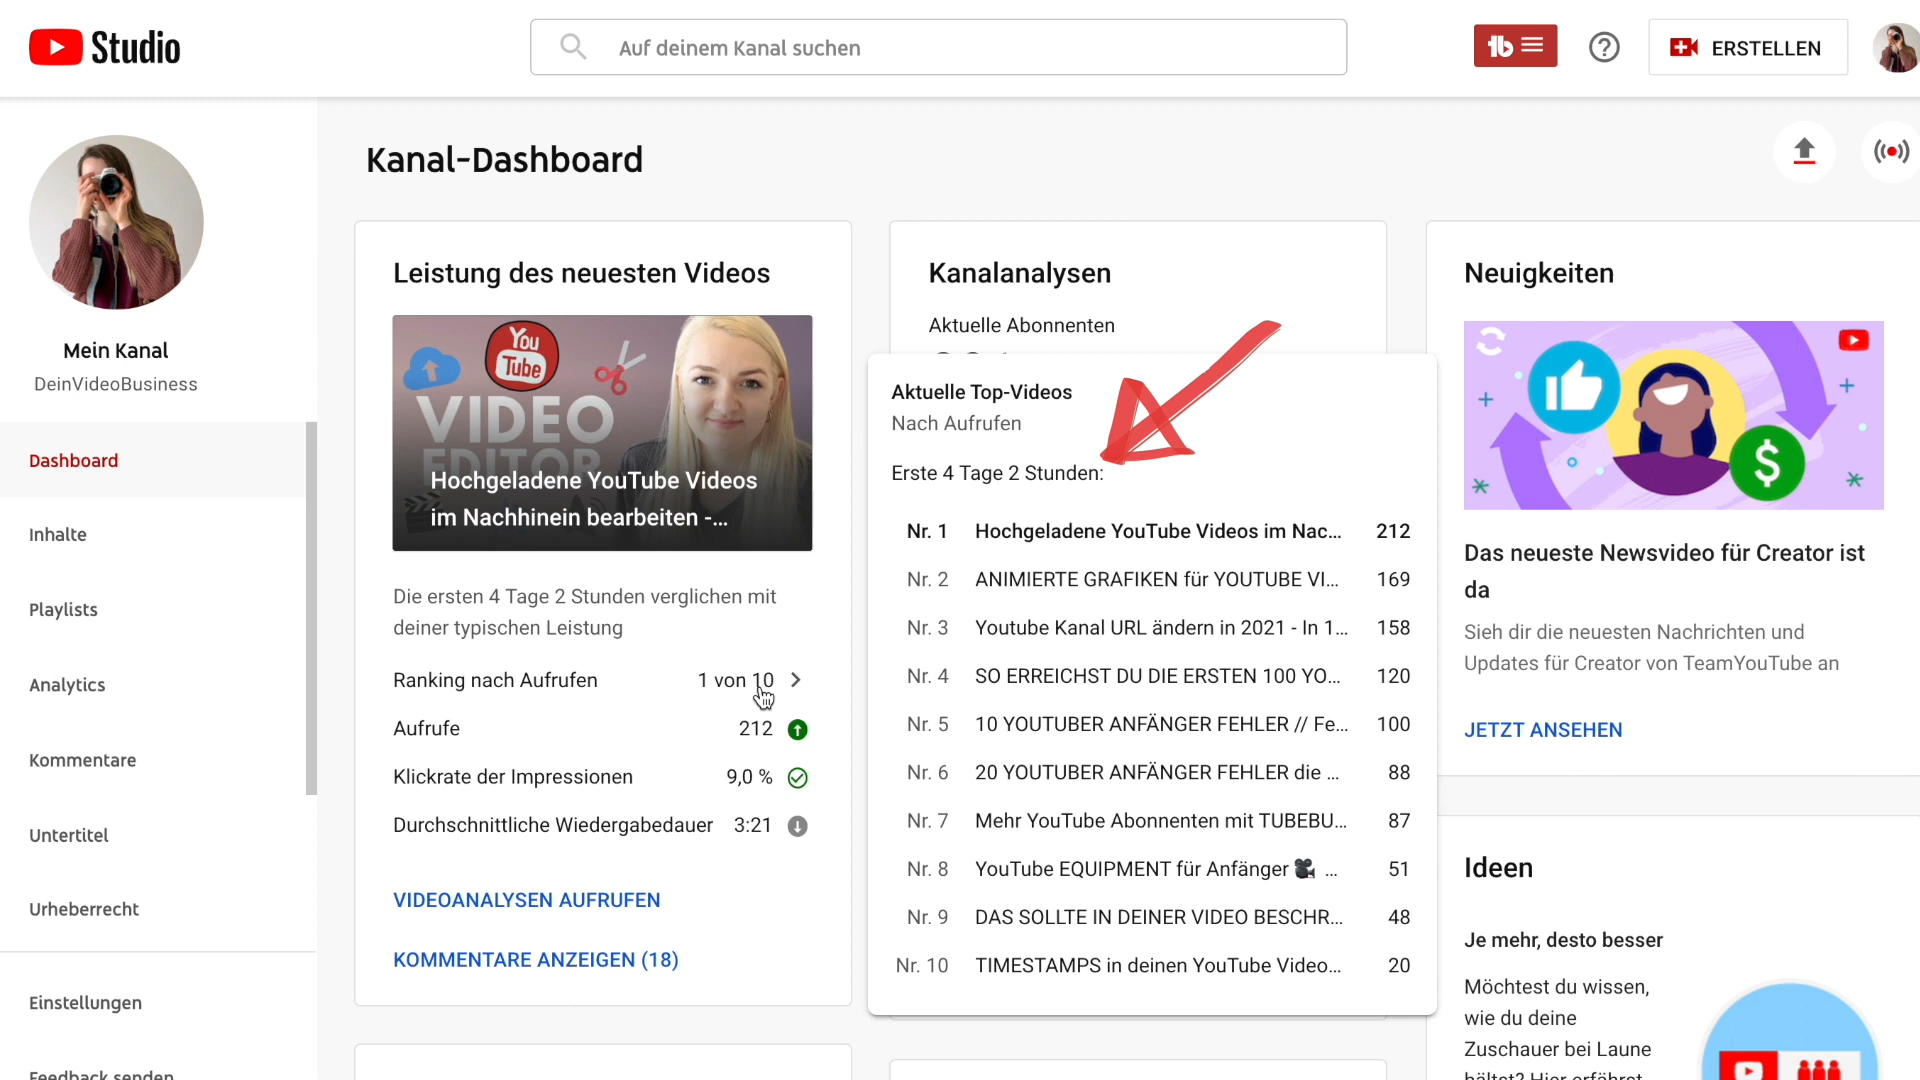 Studio
Auf deinem Kanal suchen
ERSTELLEN
Mein Kanal
DeinVideoBusiness
Dashboard
Inhalte
Playlists
Analytics
Kommentare
Untertitel
Urheberrecht
Einstellungen
Feedback senden
Kanal-Dashboard
Leistung des neuesten Videos
You
Tube
VIDEO
EDITOR
Hochgeladene YouTube Videos
im Nachhinein bearbeiten -...
Die ersten 4 Tage 2 Stunden verglichen mit
deiner typischen Leistung
Ranking nach Aufrufen 1 von 10
Aufrufe 212
Klickrate der Impressionen 9,0 %
Durchschnittliche Wiedergabedauer 3:21
VIDEOANALYSEN AUFRUFEN
KOMMENTARE ANZEIGEN (18)
Kanalanalysen
Aktuelle Abonnenten
Aktuelle Top-Videos
Nach Aufrufen
Erste 4 Tage 2 Stunden:
Nr. 1 Hochgeladene YouTube Videos im Nac... 212
Nr. 2 ANIMIERTE GRAFIKEN für YOUTUBE VI... 169
Nr. 3 Youtube Kanal URL ändern in 2021 - In 1... 158
Nr. 4 SO ERREICHST DU DIE ERSTEN 100 YO... 120
Nr. 5 10 YOUTUBER ANFÄNGER FEHLER // Fe... 100
Nr. 6 20 YOUTUBER ANFÄNGER FEHLER die ... 88
Nr. 7 Mehr YouTube Abonnenten mit TUBEBU... 87
Nr. 8 YouTube EQUIPMENT für Anfänger 🎥 ... 51
Nr. 9 DAS SOLLTE IN DEINER VIDEO BESCHR... 48
Nr. 10 TIMESTAMPS in deinen YouTube Video... 20
Neuigkeiten
$
Das neueste Newsvideo für Creator ist
da
Sieh dir die neuesten Nachrichten und
Updates für Creator von TeamYouTube an
JETZT ANSEHEN
Ideen
Je mehr, desto besser
Möchtest du wissen,
wie du deine
Zuschauer bei Laune
hältst? Hier erfährst